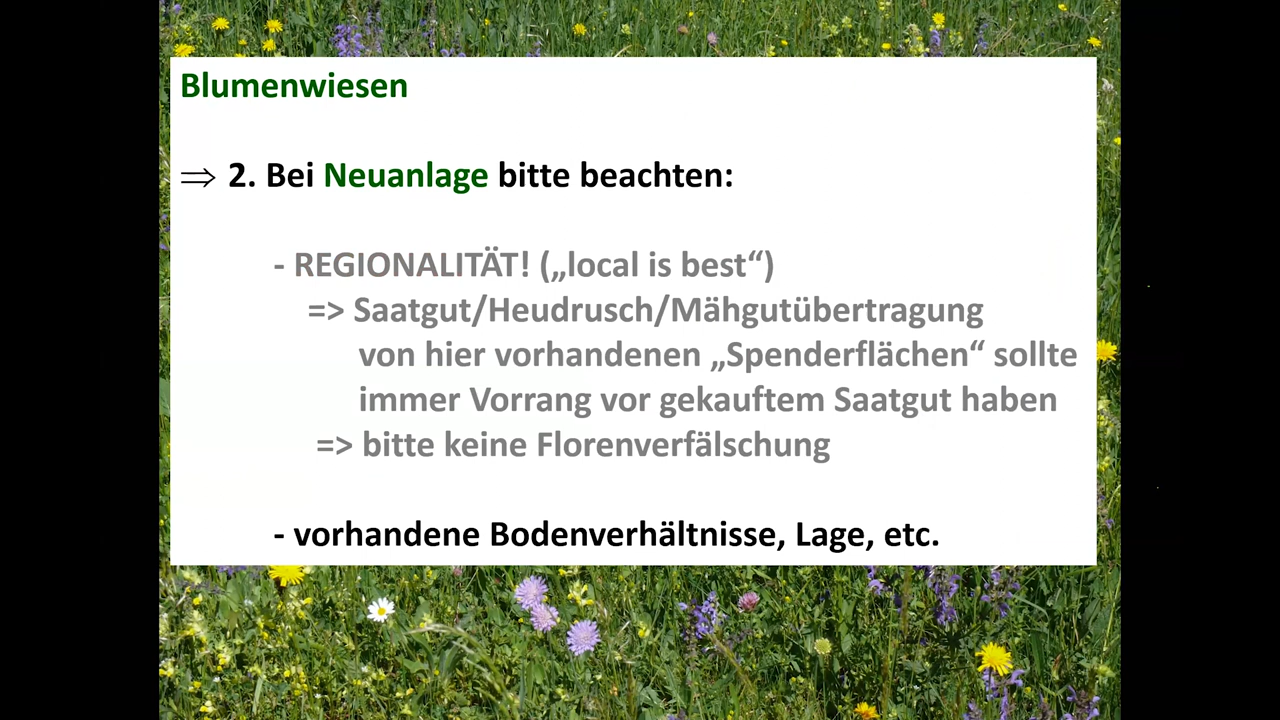 Blumenwiesen
⇒ 2. Bei Neuanlage bitte beachten:
- REGIONALITÄT! („local is best“)
=> Saatgut/Heudrusch/Mähgutübertragung
von hier vorhandenen „Spenderflächen“ sollte
immer Vorrang vor gekauftem Saatgut haben
=> bitte keine Florenverfälschung
- vorhandene Bodenverhältnisse, Lage, etc.